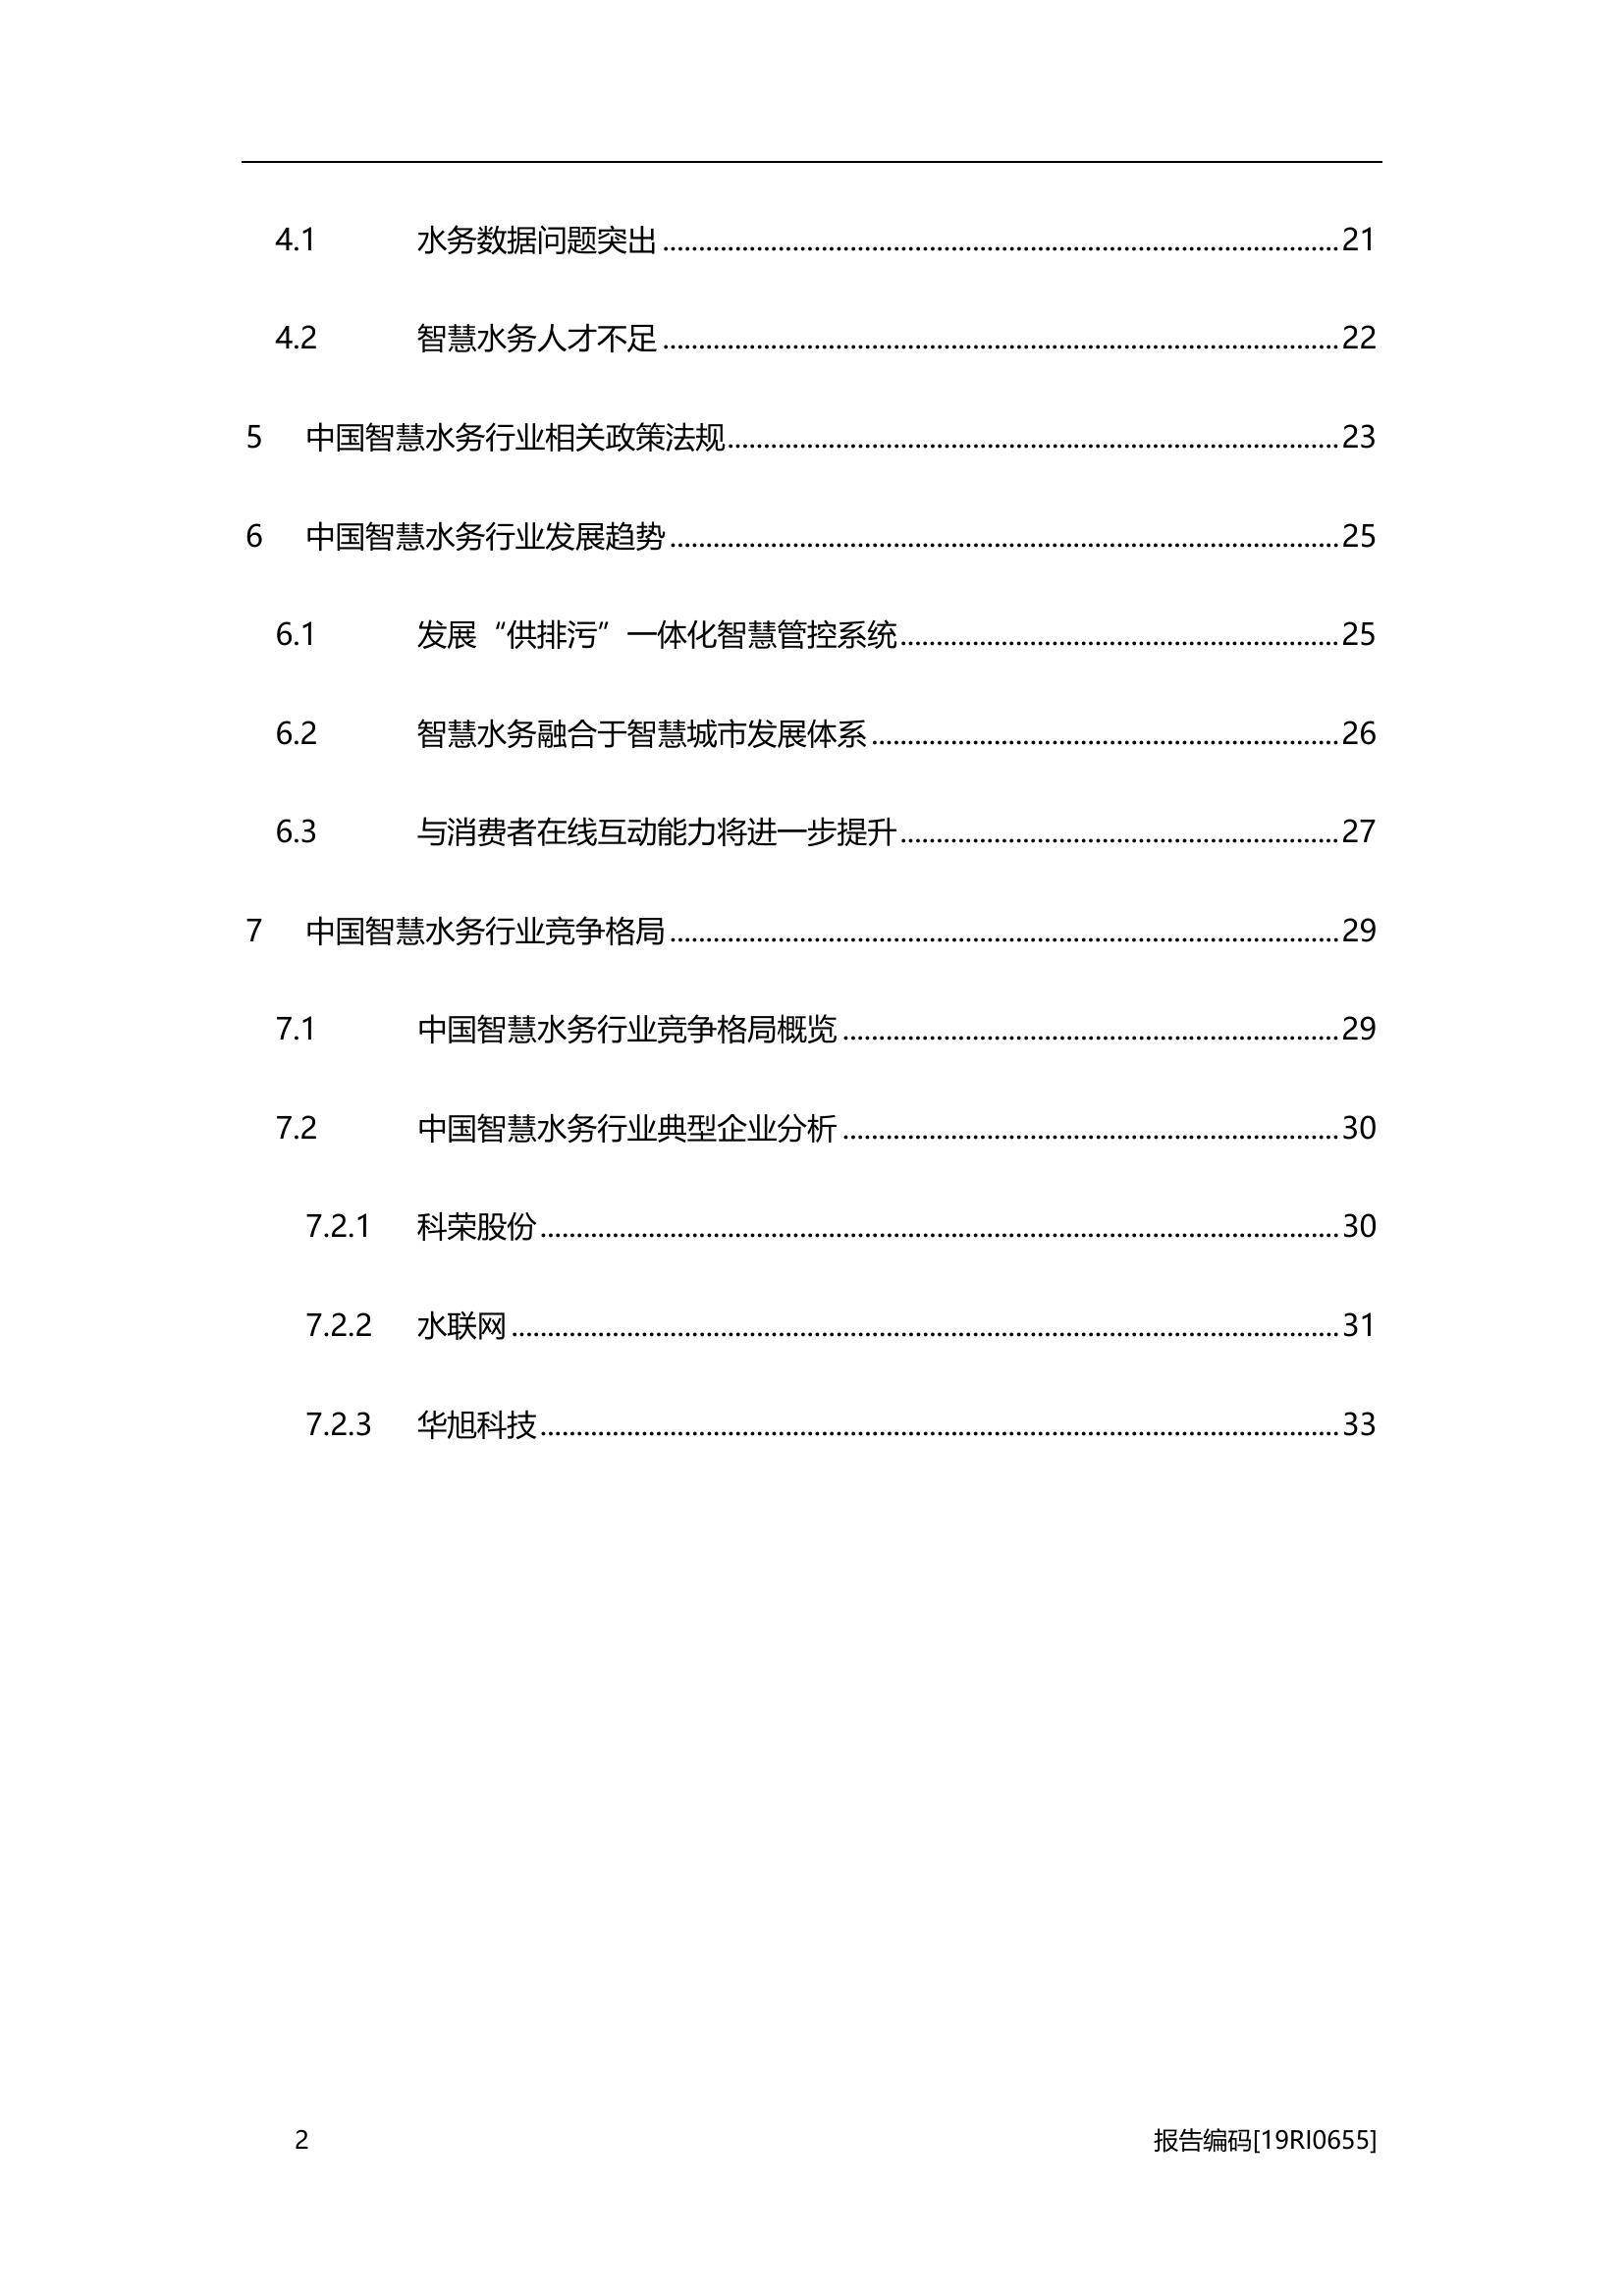 4.1 水务数据问题突出 ........ 21
4.2 智慧水务人才不足 ........ 22
5 中国智慧水务行业相关政策法规 ........ 23
6 中国智慧水务行业发展趋势 ........ 25
6.1 发展“供排污”一体化智慧管控系统 ........ 25
6.2 智慧水务融合于智慧城市发展体系 ........ 26
6.3 与消费者在线互动能力将进一步提升 ........ 27
7 中国智慧水务行业竞争格局 ........ 29
7.1 中国智慧水务行业竞争格局概览 ........ 29
7.2 中国智慧水务行业典型企业分析 ........ 30
7.2.1 科荣股份 ........ 30
7.2.2 水联网 ........ 31
7.2.3 华旭科技 ........ 33
2 报告编码[19RI0655]